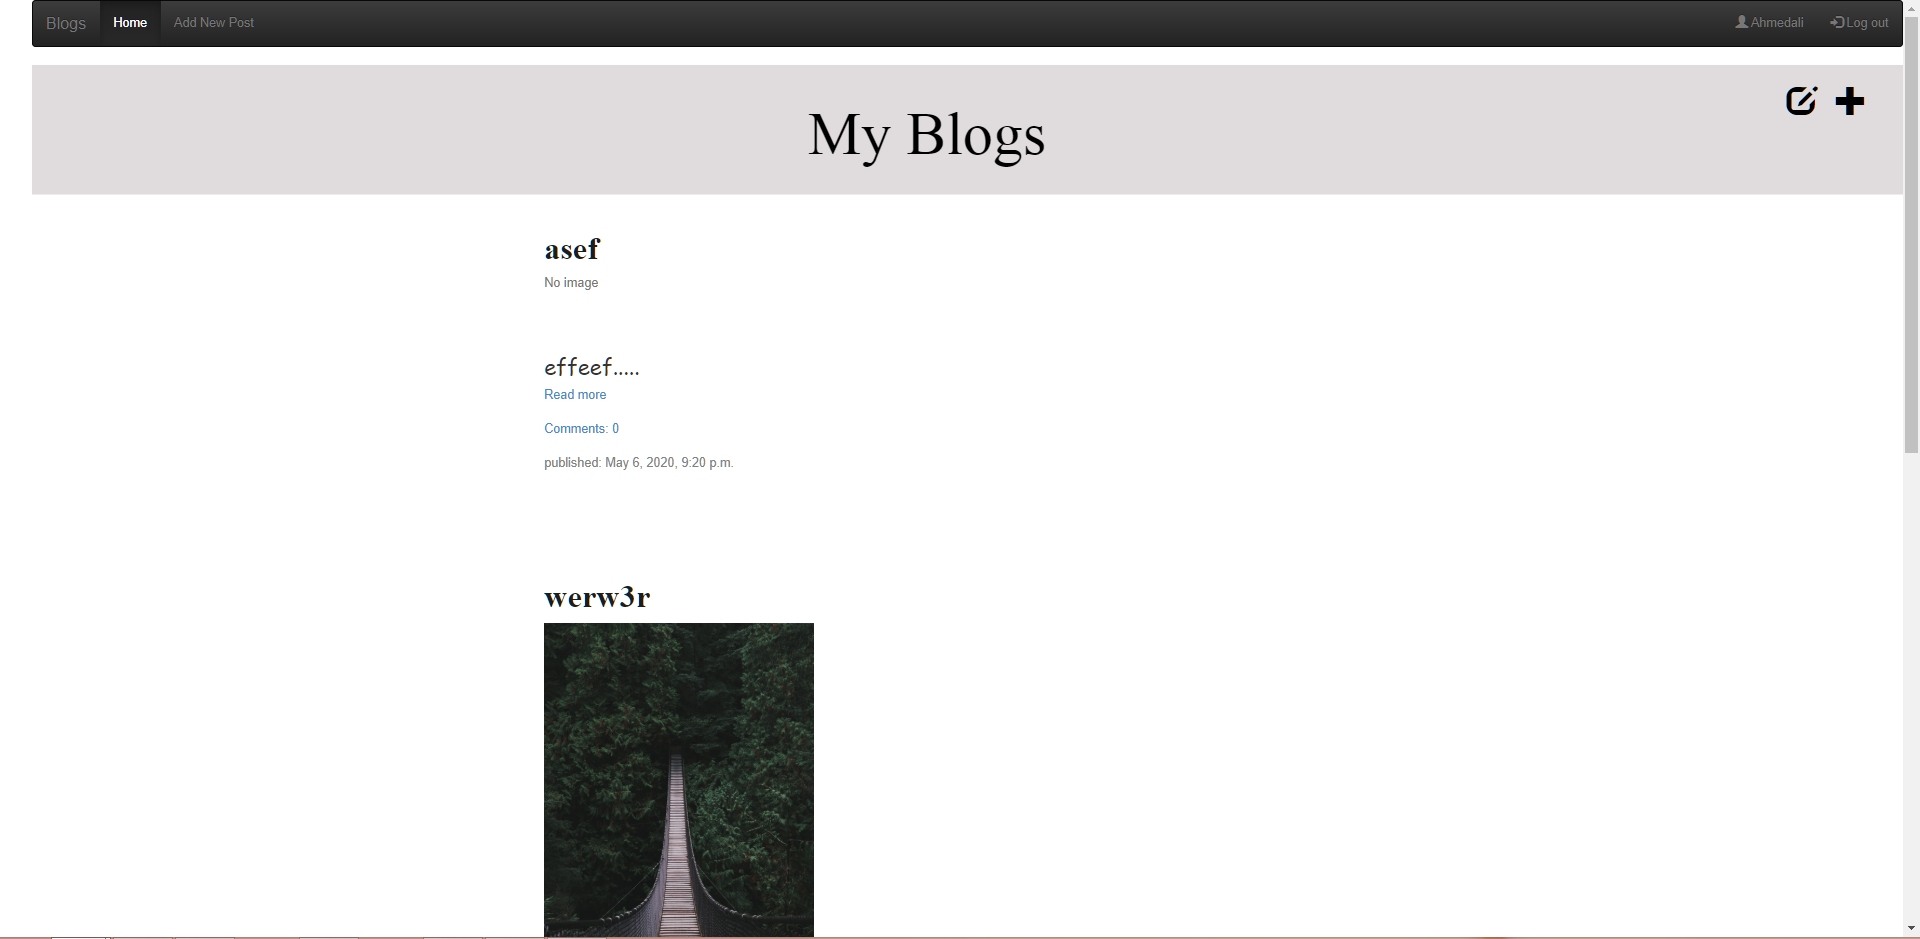 Blogs Home Add New Post Ahmedali Log out
My Blogs
asef
No image
effeef.....
Read more
Comments: 0
published: May 6, 2020, 9:20 p.m.
werw3r